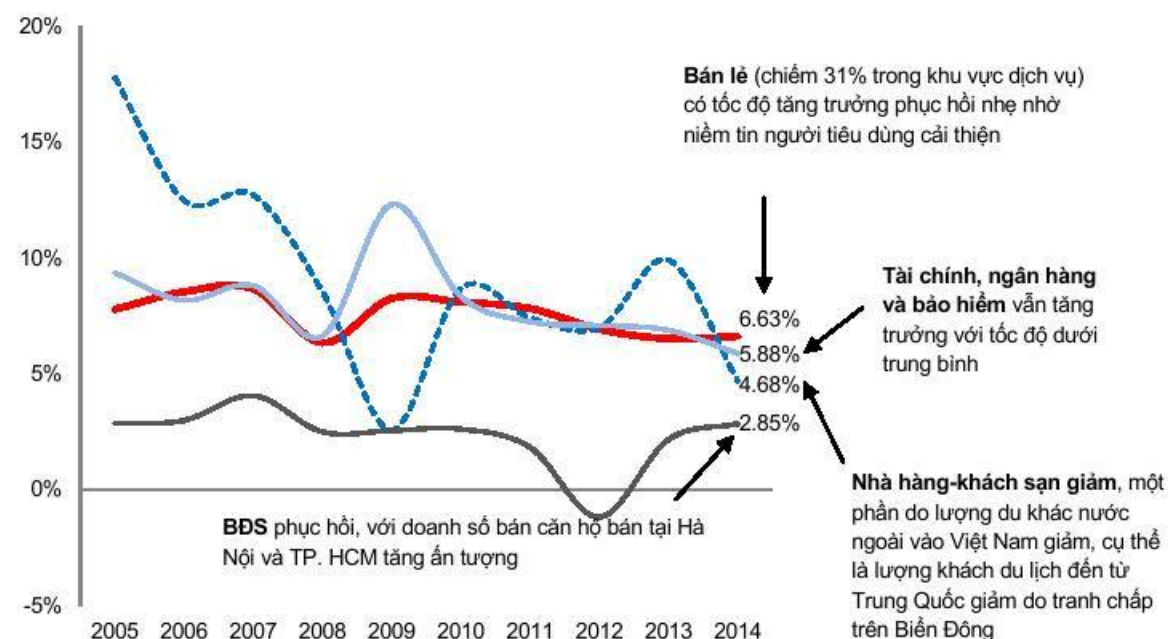 20%
15%
10%
5%
0%
-5%
2005 2006 2007 2008 2009 2010 2011 2012 2013 2014
Bán lẻ (chiếm 31% trong khu vực dịch vụ)
có tốc độ tăng trưởng phục hồi nhẹ nhờ
niềm tin người tiêu dùng cải thiện
Tài chính, ngân hàng
và bảo hiểm vẫn tăng
trưởng với tốc độ dưới
trung bình
6.63%
5.88%
4.68%
2.85%
Nhà hàng-khách sạn giảm, một
phần do lượng du khác nước
ngoài vào Việt Nam giảm, cụ thể
là lượng khách du lịch đến từ
Trung Quốc giảm do tranh chấp
trên Biển Đông
BĐS phục hồi, với doanh số bán căn hộ bán tại Hà
Nội và TP. HCM tăng ấn tượng